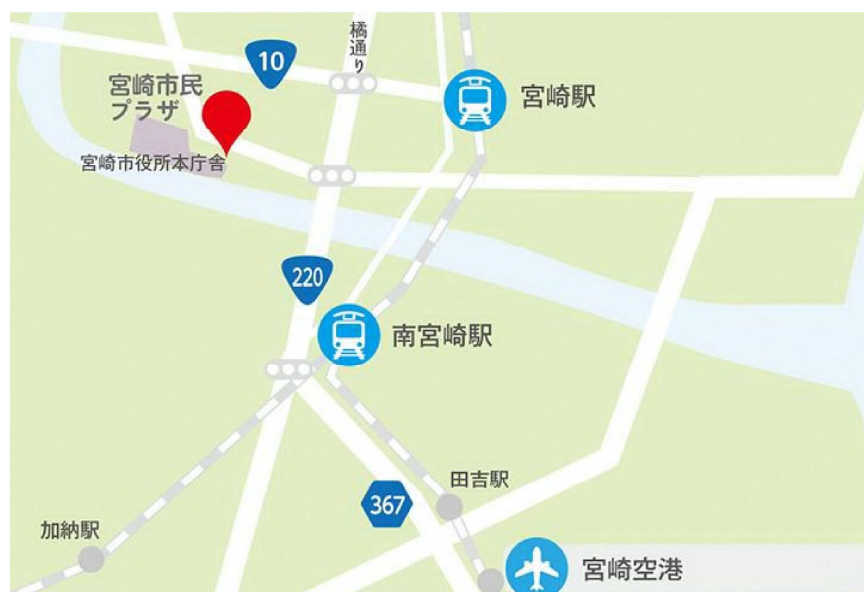 橘通り
10
宮崎市民
プラザ
宮崎駅
宮崎市役所本庁舎
220
南宮崎駅
田吉駅
367
加納駅
宮崎空港